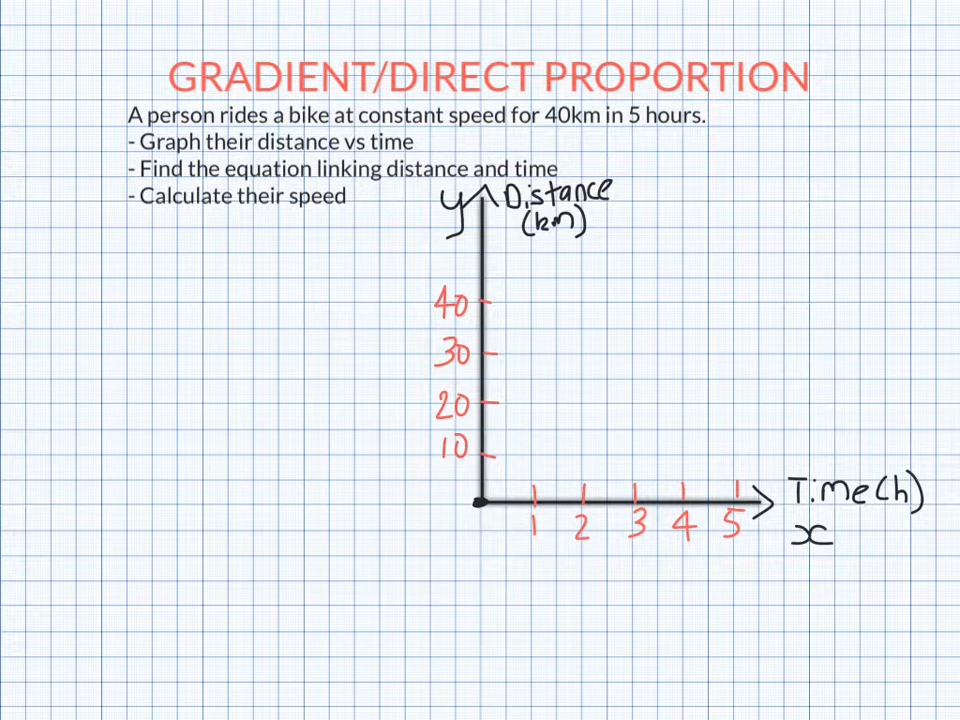 GRADIENT/DIRECT PROPORTION
A person rides a bike at constant speed for 40km in 5 hours.
- Graph their distance vs time
- Find the equation linking distance and time
- Calculate their speed
y Distance
(km)
40
30
20
10
Time(h)
1 2 3 4 5 x